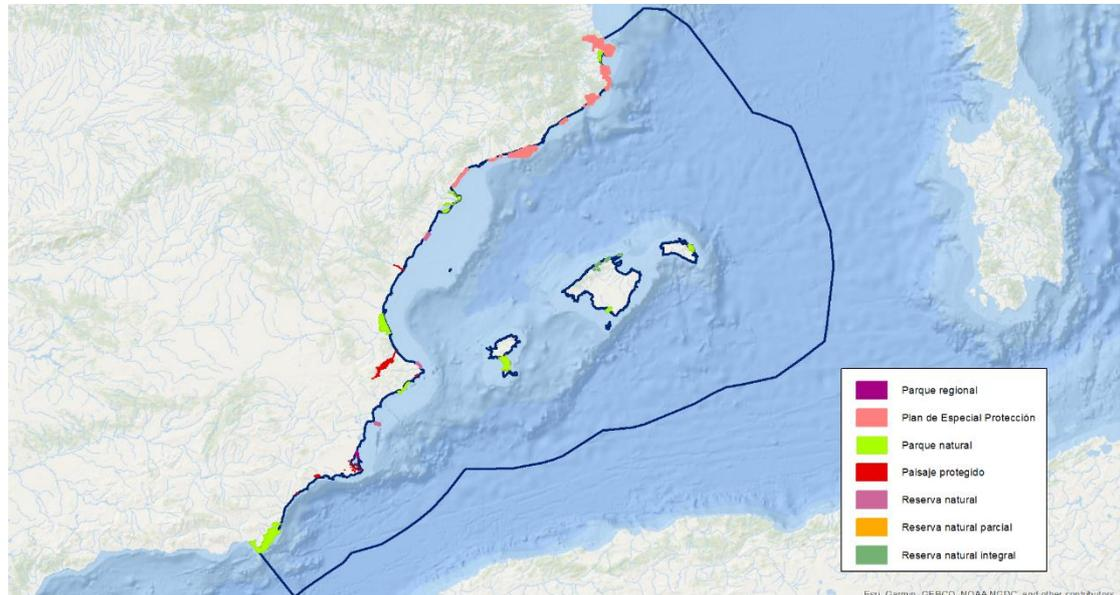 Parque regional
Plan de Especial Protección
Parque natural
Paisaje protegido
Reserva natural
Reserva natural parcial
Reserva natural integral
Esri, Garmin, GEBCO, NOAA NGDC, and other contributors